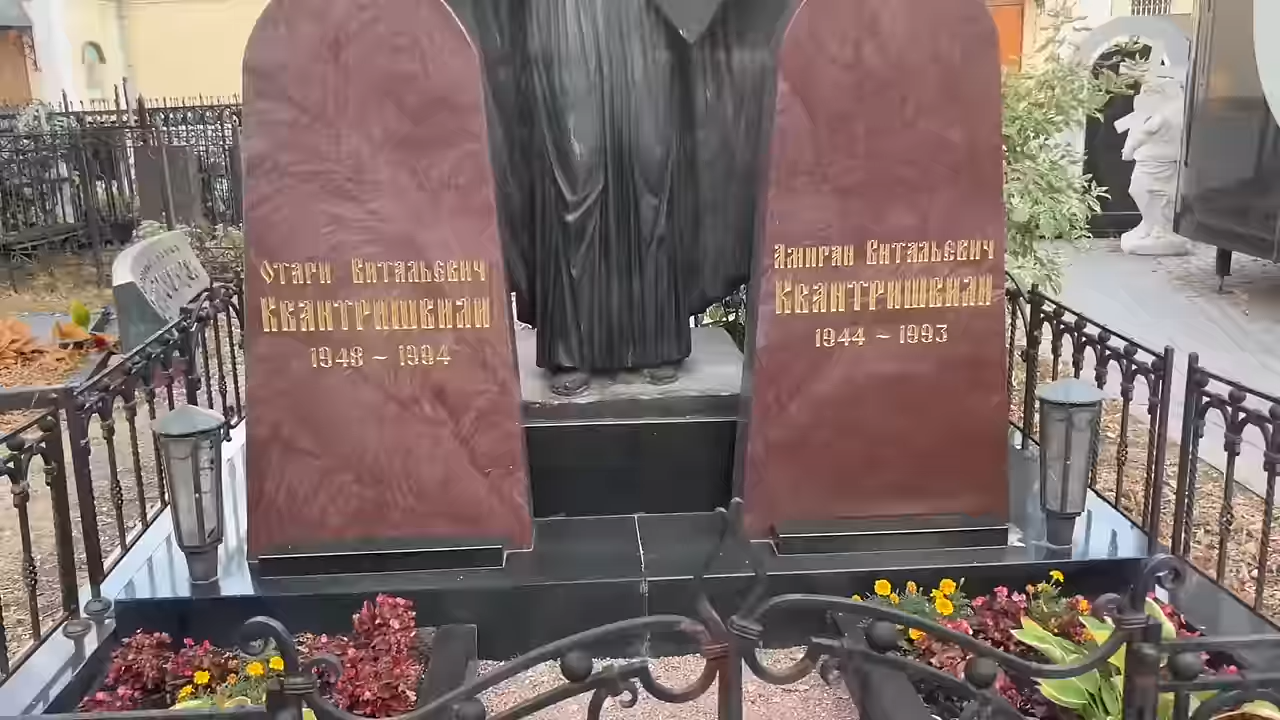 Отари Витальевич
Квантришвили
1948 ~ 1994
Амиран Витальевич
Квантришвили
1944 ~ 1993